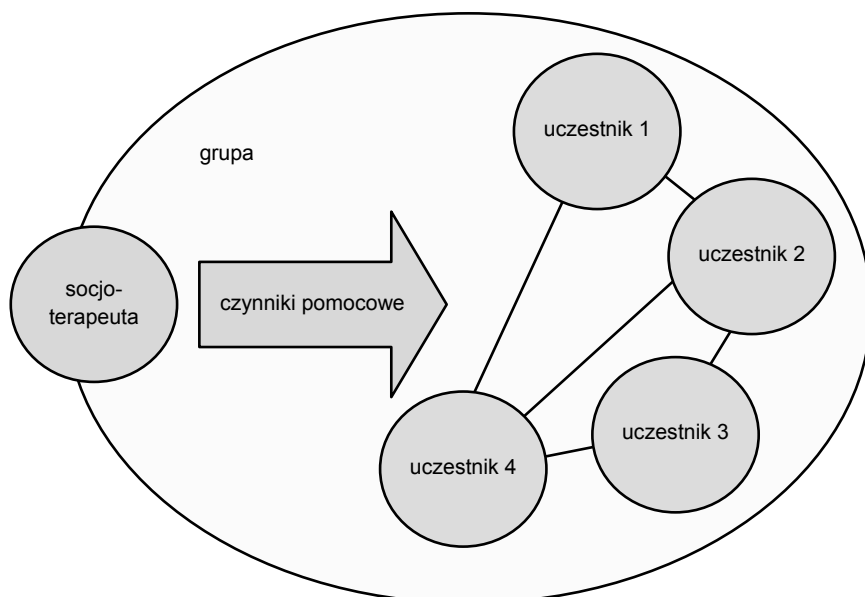 uczestnik 1
grupa
uczestnik 2
socjo-
terapeuta
czynniki pomocowe
uczestnik 3
uczestnik 4